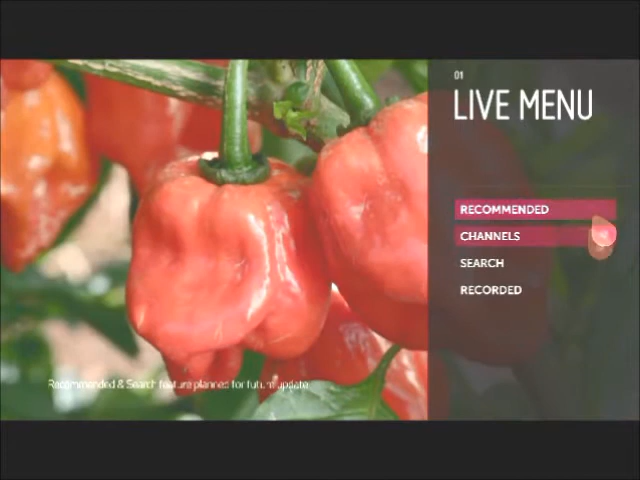 01
LIVE MENU
RECOMMENDED
CHANNELS
SEARCH
RECORDED
Recommended & Search feature planned for future update